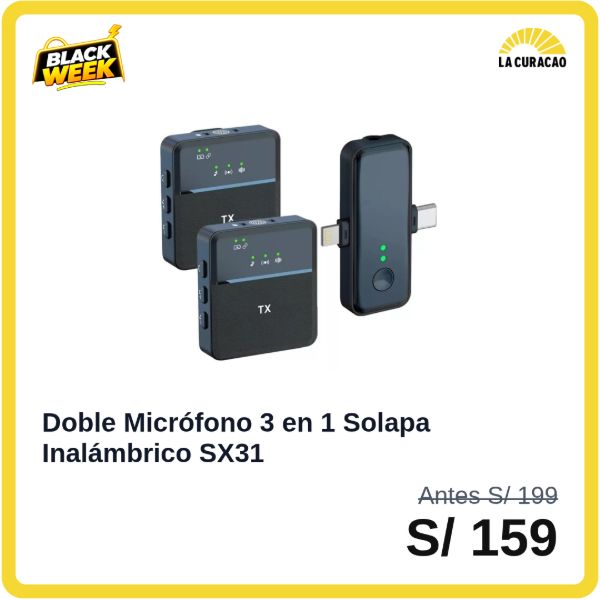 BLACK
WEEK
LA CURACAO
TX
TX
Doble Micrófono 3 en 1 Solapa
Inalámbrico SX31
Antes S/ 199
S/ 159